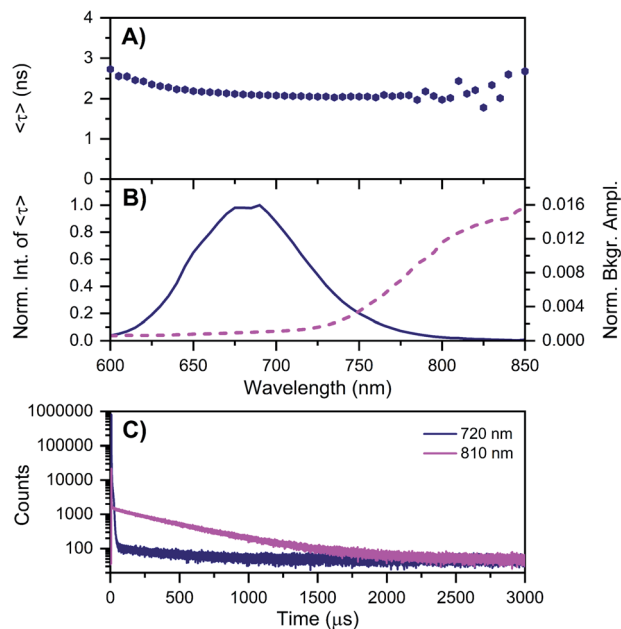 A)
4
3
2
1
0
<τ> (ns)
B)
1.0
0.8
0.6
0.4
0.2
0.0
Norm. Int. of <τ>
0.016
0.012
0.008
0.004
0.000
Norm. Bkgr. Ampl.
600 650 700 750 800 850
Wavelength (nm)
C)
720 nm
810 nm
1000000
100000
10000
1000
100
Counts
0 500 1000 1500 2000 2500 3000
Time (µs)